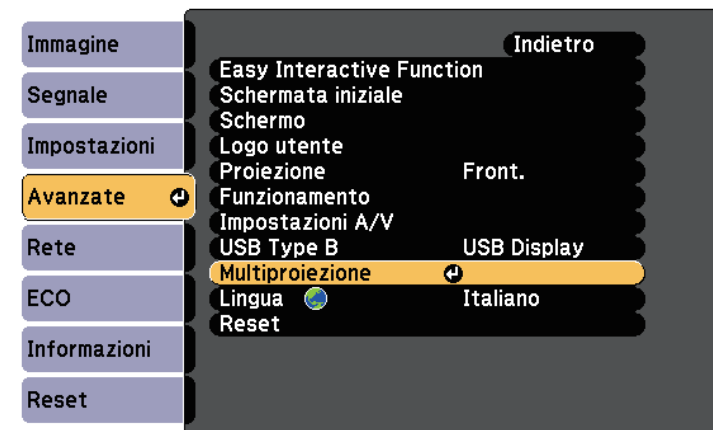 Immagine
Segnale
Impostazioni
Avanzate
Rete
ECO
Informazioni
Reset
Indietro
Easy Interactive Function
Schermata iniziale
Schermo
Logo utente
Proiezione Front.
Funzionamento
Impostazioni A/V
USB Type B USB Display
Multiproiezione
Lingua Italiano
Reset